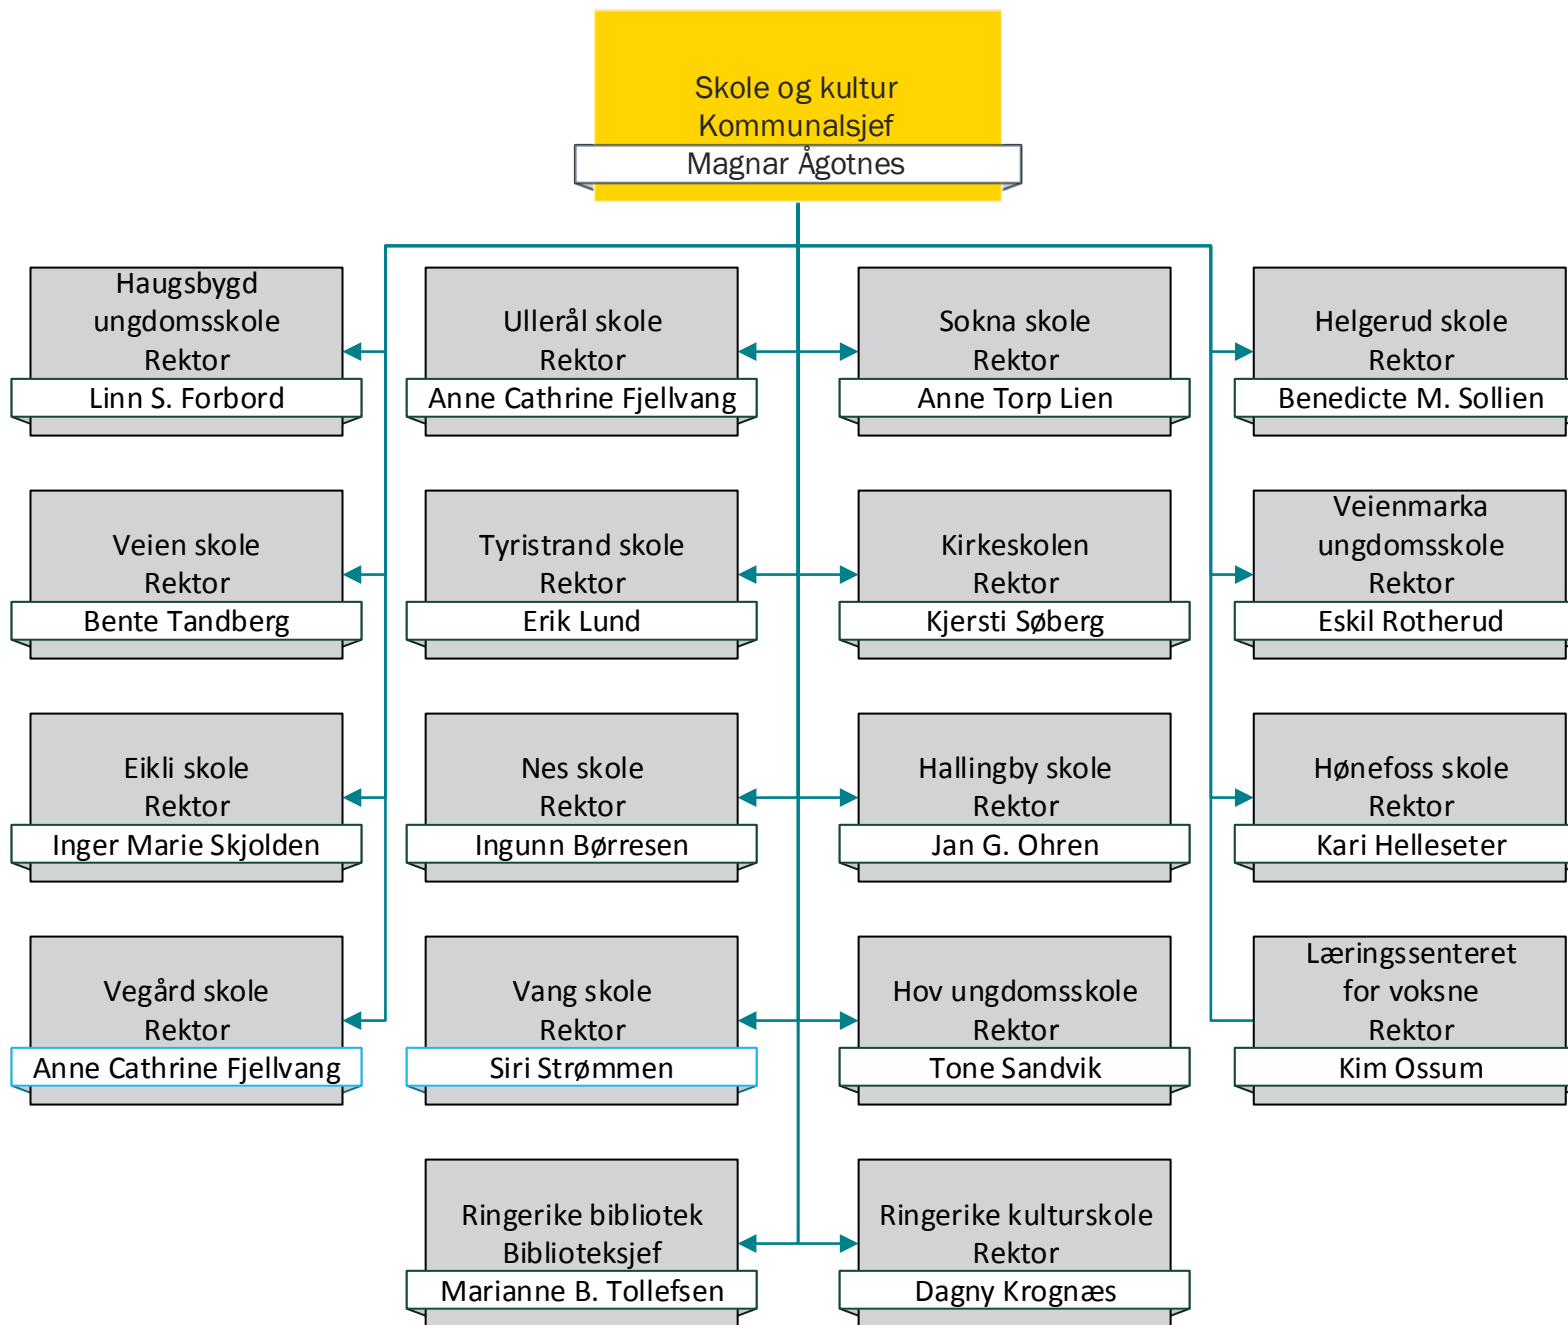 Skole og kultur
Kommunalsjef
Magnar Ågotnes
Haugsbygd
ungdomsskole
Rektor
Linn S. Forbord
Ullerål skole
Rektor
Anne Cathrine Fjellvang
Sokna skole
Rektor
Anne Torp Lien
Helgerud skole
Rektor
Benedicte M. Sollien
Veien skole
Rektor
Bente Tandberg
Tyristrand skole
Rektor
Erik Lund
Kirkeskolen
Rektor
Kjersti Søberg
Veienmarka
ungdomsskole
Rektor
Eskil Rotherud
Eikli skole
Rektor
Inger Marie Skjolden
Nes skole
Rektor
Ingunn Børresen
Hallingby skole
Rektor
Jan G. Ohren
Hønefoss skole
Rektor
Kari Helleseter
Vegård skole
Rektor
Anne Cathrine Fjellvang
Vang skole
Rektor
Siri Strømmen
Hov ungdomsskole
Rektor
Tone Sandvik
Læringssenteret
for voksne
Rektor
Kim Ossum
Ringerike bibliotek
Biblioteksjef
Marianne B. Tollefsen
Ringerike kulturskole
Rektor
Dagny Krognæs